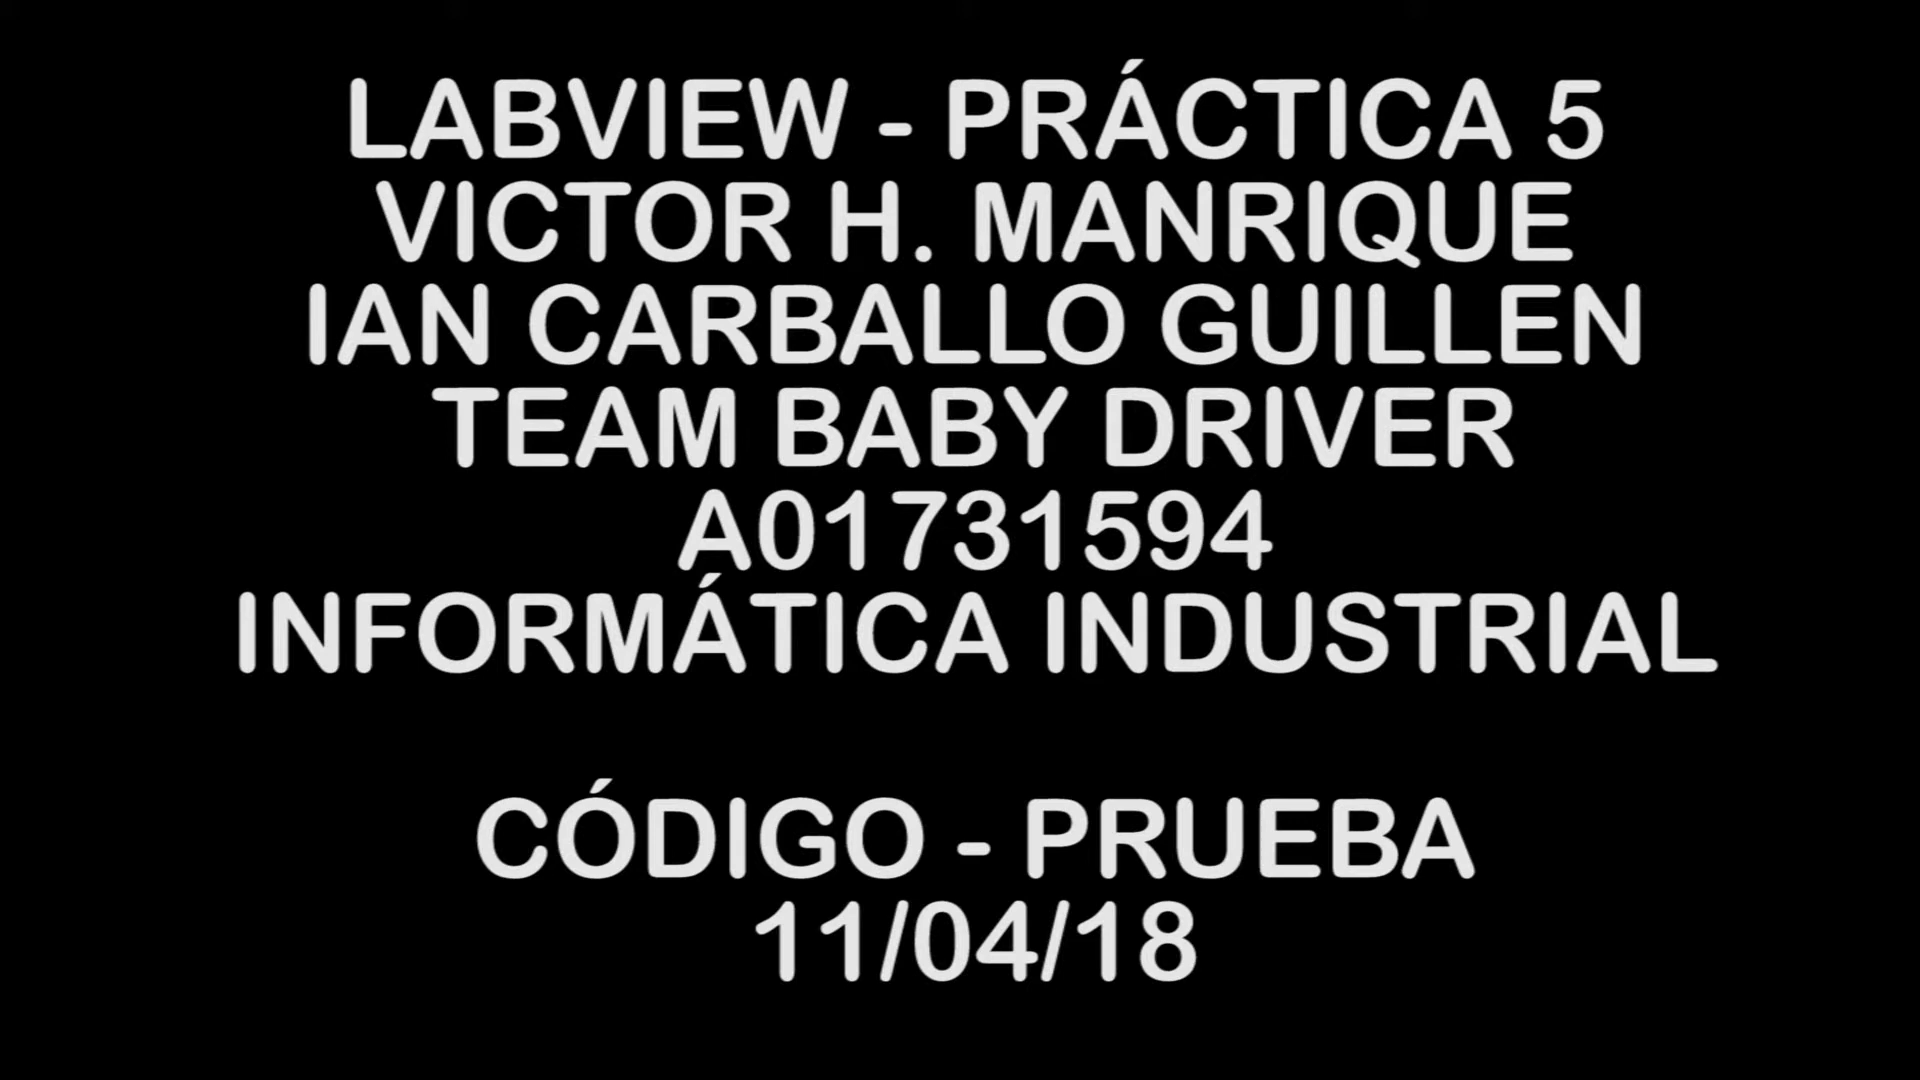 LABVIEW - PRÁCTICA 5
VICTOR H. MANRIQUE
IAN CARBALLO GUILLEN
TEAM BABY DRIVER
A01731594
INFORMÁTICA INDUSTRIAL
CÓDIGO - PRUEBA
11/04/18